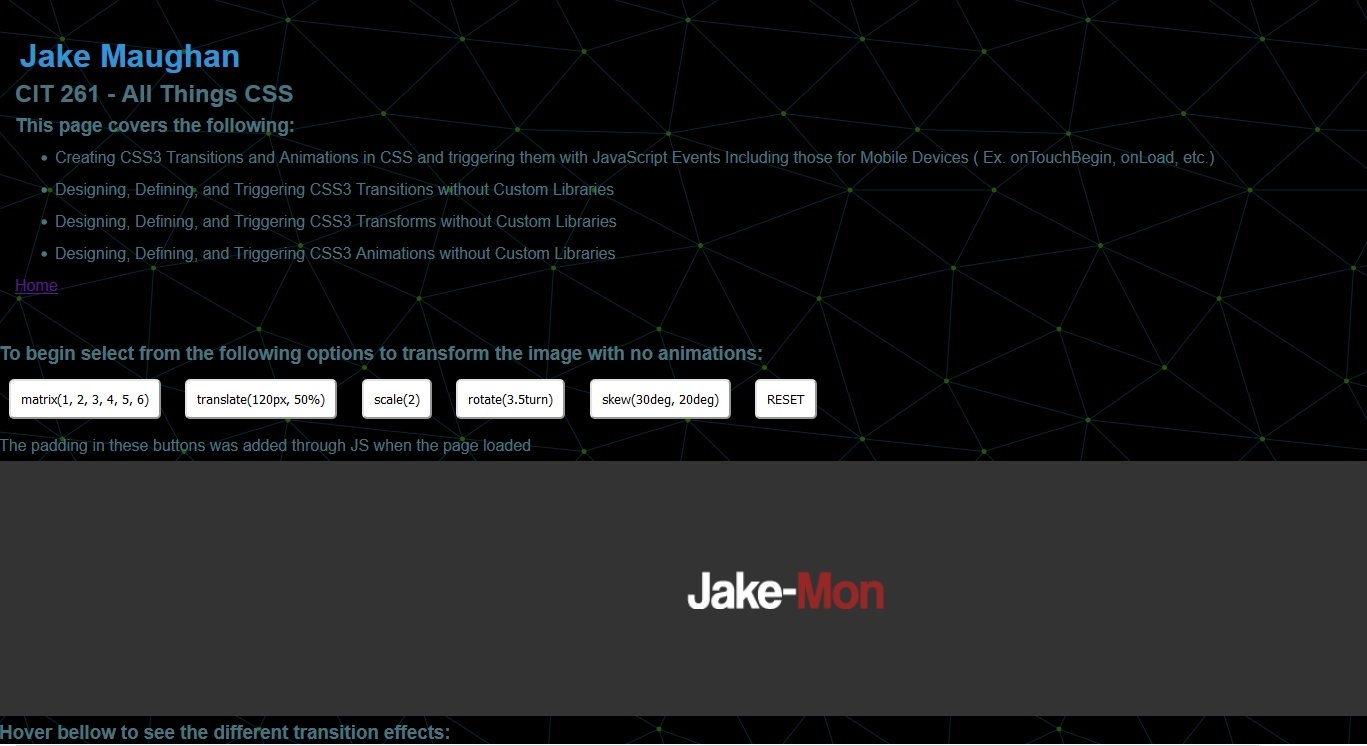 Jake Maughan
CIT 261 - All Things CSS
This page covers the following:
Creating CSS3 Transitions and Animations in CSS and triggering them with JavaScript Events Including those for Mobile Devices ( Ex. onTouchBegin, onLoad, etc.)
Designing, Defining, and Triggering CSS3 Transitions without Custom Libraries
Designing, Defining, and Triggering CSS3 Transforms without Custom Libraries
Designing, Defining, and Triggering CSS3 Animations without Custom Libraries
Home
To begin select from the following options to transform the image with no animations:
matrix(1, 2, 3, 4, 5, 6) translate(120px, 50%) scale(2) rotate(3.5turn) skew(30deg, 20deg) RESET
The padding in these buttons was added through JS when the page loaded
Jake-Mon
Hover bellow to see the different transition effects: